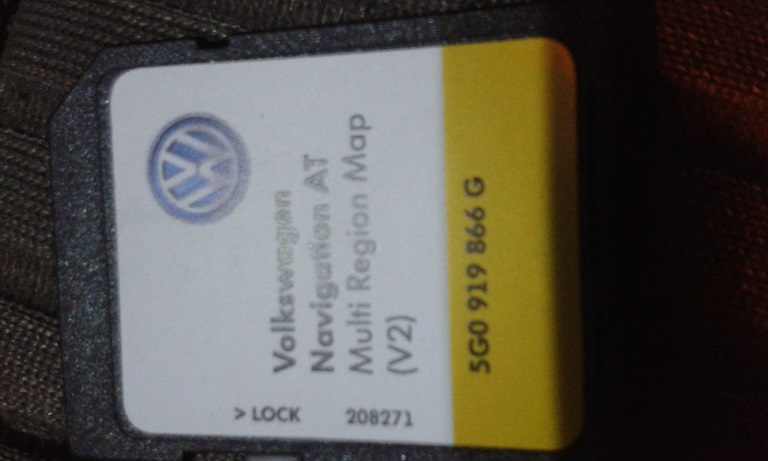 Volkswagen
Navigation AT
Multi Region Map
(V2)
5G0 919 866 G
> LOCK
208271